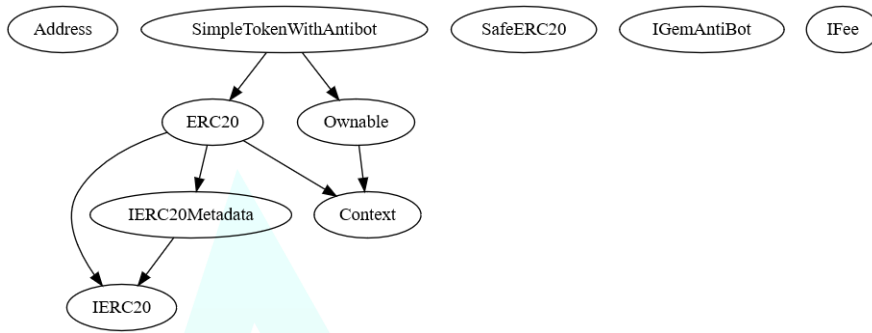 Address
SimpleTokenWithAntibot
SafeERC20
IGemAntiBot
IFee
ERC20
Ownable
IERC20Metadata
Context
IERC20